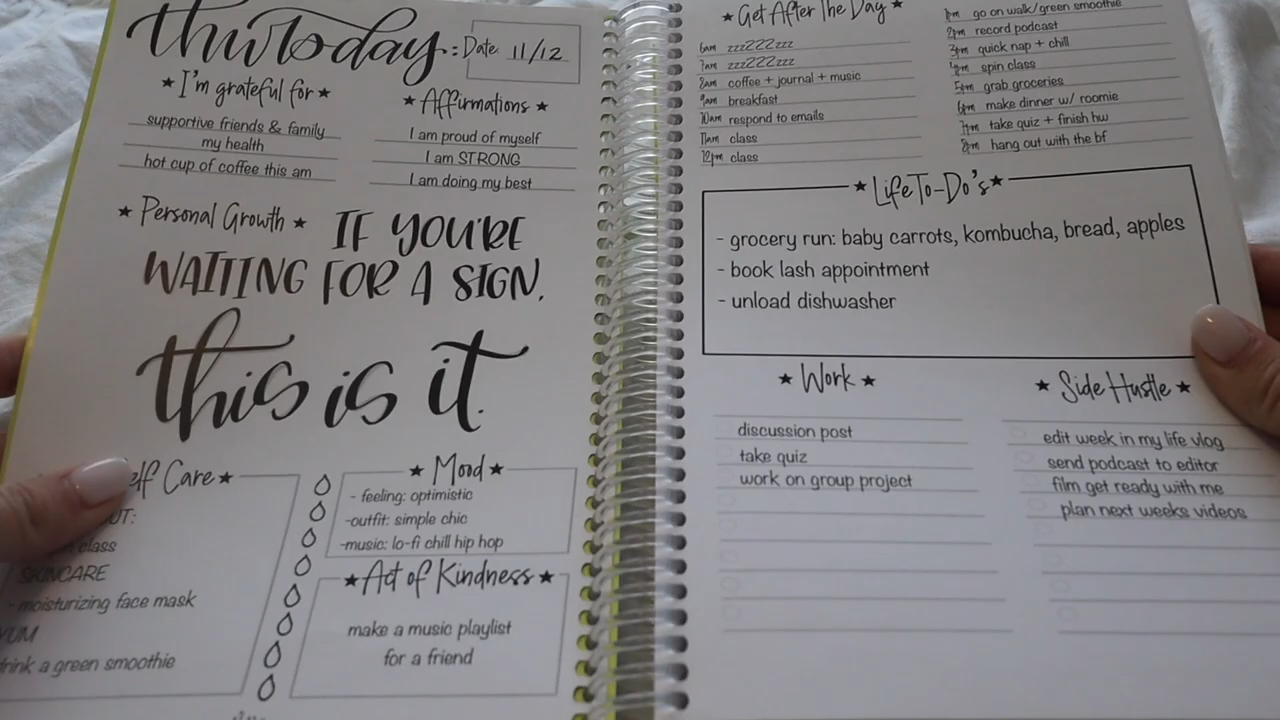 Thursday:
Date: 11/12
★ I'm grateful for ★
supportive friends & family
my health
hot cup of coffee this am
★ Affirmations ★
I am proud of myself
I am STRONG
I am doing my best
★ Personal Growth ★
IF YOU'RE
WAITING FOR A SIGN,
this is it.
elf Care ★
UT:
class
SKINCARE
- moisturizing face mask
YUM
drink a green smoothie
★ Mood ★
- feeling: optimistic
-outfit: simple chic
-music: lo-fi chill hip hop
★ Act of Kindness ★
make a music playlist
for a friend
★ Get After The Day ★
6am zzzZZZzzz
7am zzzZZZzzz
8am coffee + journal + music
9am breakfast
10am respond to emails
11am class
12pm class
1pm go on walk/green smoothie
2pm record podcast
3pm quick nap + chill
4pm spin class
5pm grab groceries
6pm make dinner w/ roomie
7pm take quiz + finish hw
8pm hang out with the bf
★ Life To-Do's ★
- grocery run: baby carrots, kombucha, bread, apples
- book lash appointment
- unload dishwasher
★ Work ★
discussion post
take quiz
work on group project
★ Side Hustle ★
edit week in my life vlog
send podcast to editor
film get ready with me
plan next weeks videos